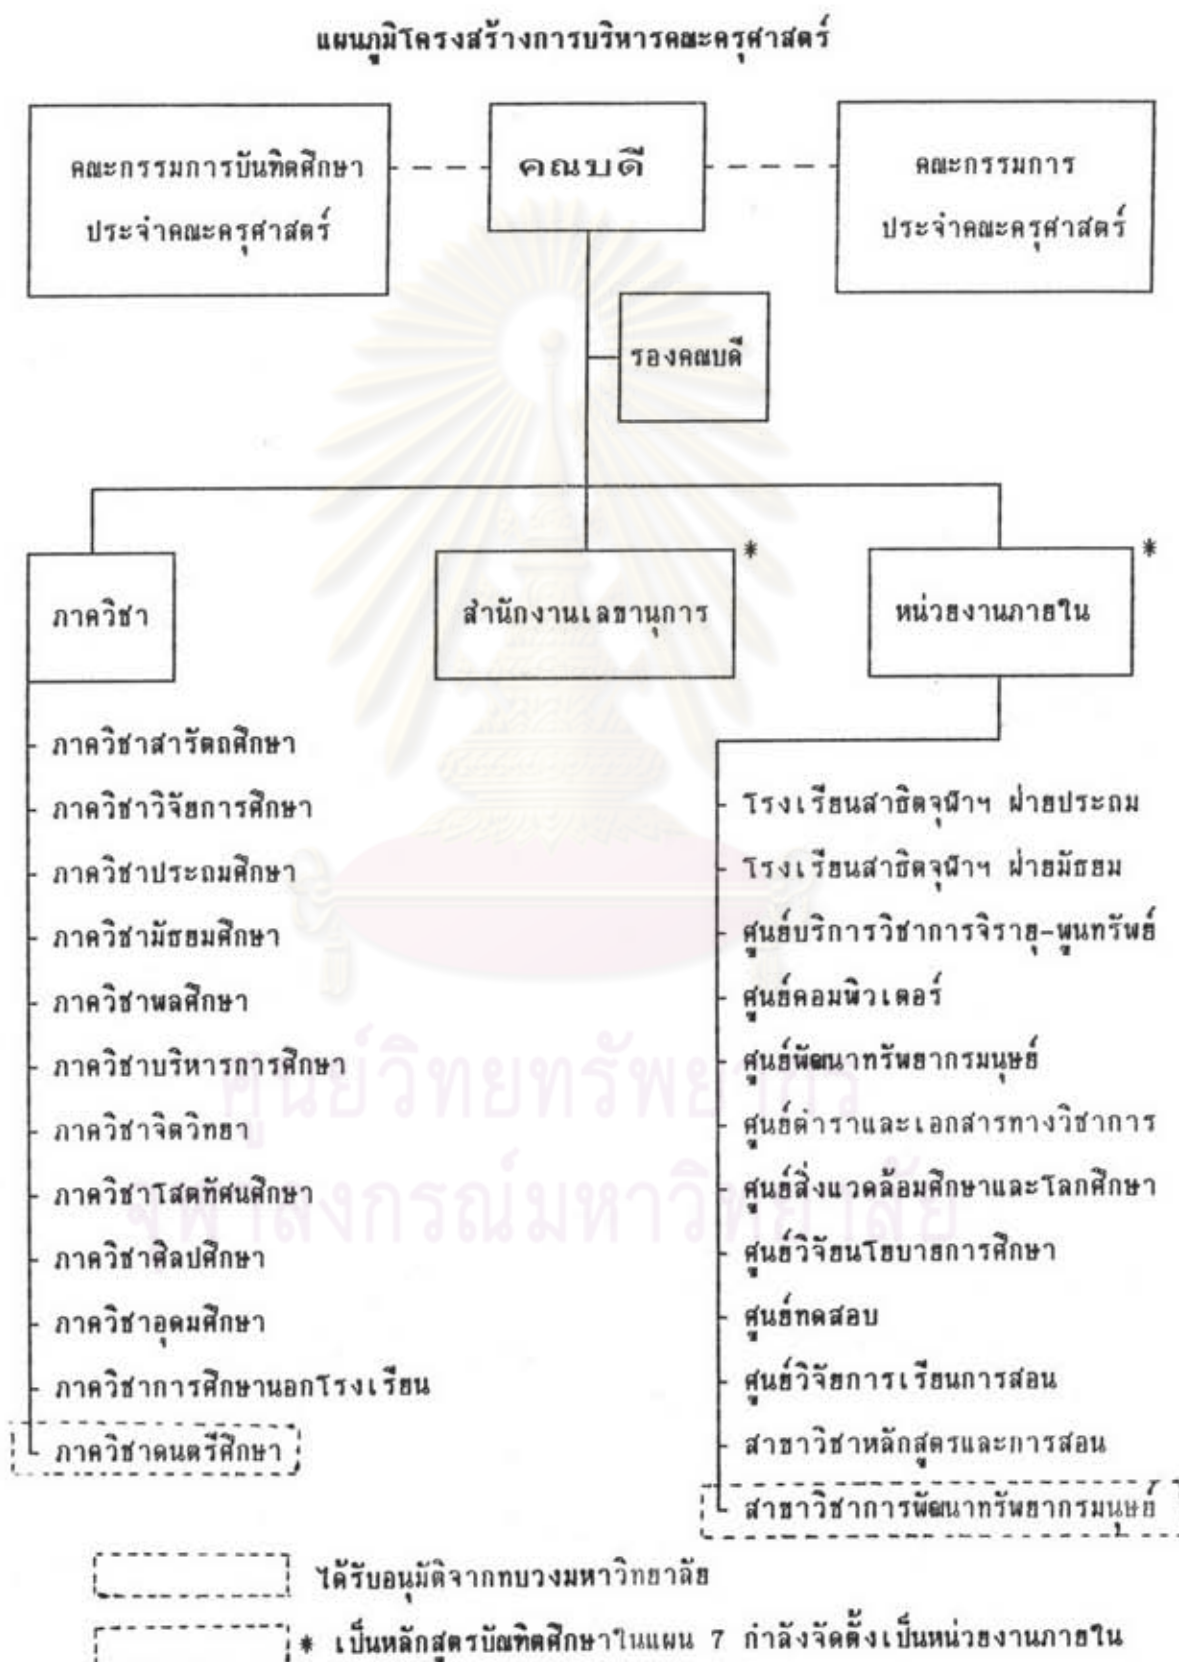 แผนภูมิโครงสร้างการบริหารคณะครุศาสตร์
คณะกรรมการบันทิตศึกษา
ประจำคณะครุศาสตร์
คณบดี
คณะกรรมการ
ประจำคณะครุศาสตร์
รองคณบดี
ภาควิชา
สำนักงานเลขานุการ *
หน่วยงานภายใน *
- ภาควิชาสารัตถศึกษา
- ภาควิชาวิจัยการศึกษา
- ภาควิชาประถมศึกษา
- ภาควิชามัธยมศึกษา
- ภาควิชาพลศึกษา
- ภาควิชาบริหารการศึกษา
- ภาควิชาจิตวิทยา
- ภาควิชาโสตทัศนศึกษา
- ภาควิชาศิลปศึกษา
- ภาควิชาอุดมศึกษา
- ภาควิชาการศึกษานอกโรงเรียน
- ภาควิชาดนตรีศึกษา
- โรงเรียนสาธิตจุฬาฯ ฝ่ายประถม
- โรงเรียนสาธิตจุฬาฯ ฝ่ายมัธยม
- ศูนย์บริการวิชาการจิรายุ-พูนทรัพย์
- ศูนย์คอมพิวเตอร์
- ศูนย์พัฒนาทรัพยากรมนุษย์
- ศูนย์ตำราและเอกสารทางวิชาการ
- ศูนย์สิ่งแวดล้อมศึกษาและโลกศึกษา
- ศูนย์วิจัยนโยบายการศึกษา
- ศูนย์ทดสอบ
- ศูนย์วิจัยการเรียนการสอน
- สาขาวิชาหลักสูตรและการสอน
- สาขาวิชาการพัฒนาทรัพยากรมนุษย์
ได้รับอนุมัติจากทบวงมหาวิทยาลัย
* เป็นหลักสูตรบัณฑิตศึกษาในแผน 7 กำลังจัดตั้งเป็นหน่วยงานภายใน
ศูนย์วิทยทรัพยากร
จุฬาลงกรณ์มหาวิทยาลัย